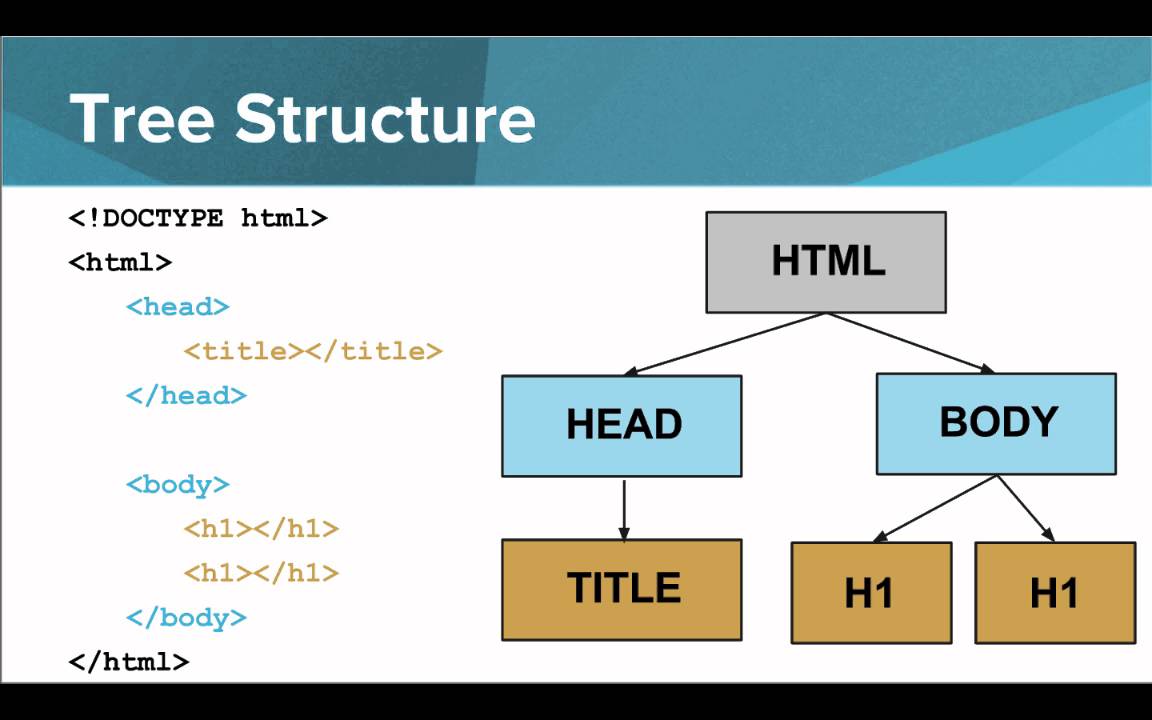 Tree Structure
<!DOCTYPE html>
<html>
<head>
<title></title>
</head>
<body>
<h1></h1>
<h1></h1>
</body>
</html>
HTML
HEAD
BODY
TITLE
H1
H1